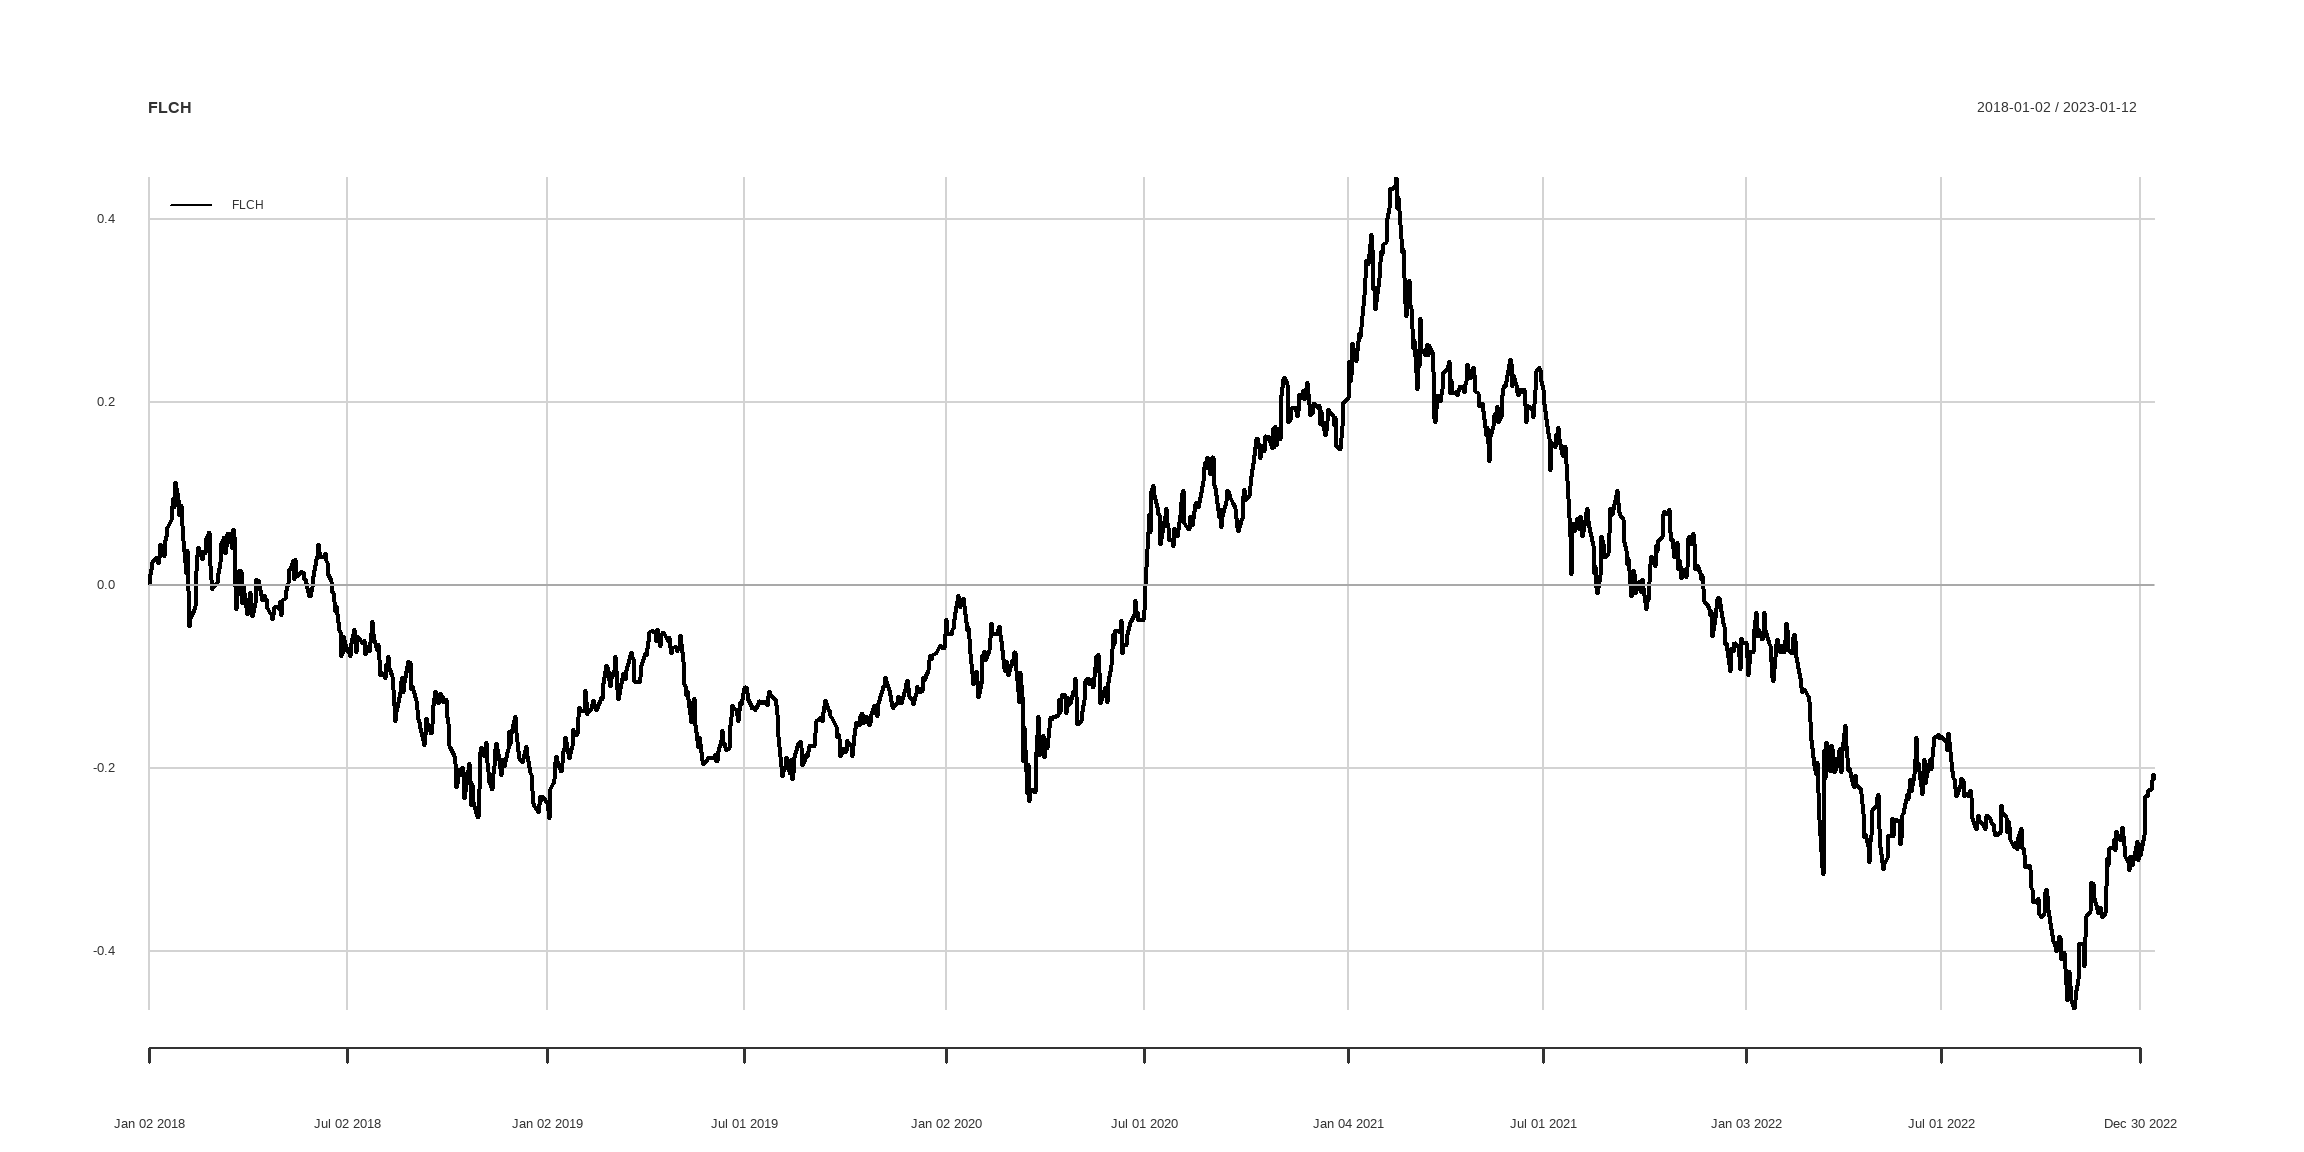 FLCH
2018-01-02 / 2023-01-12
FLCH
0.4
0.2
0.0
-0.2
-0.4
Jan 02 2018
Jul 02 2018
Jan 02 2019
Jul 01 2019
Jan 02 2020
Jul 01 2020
Jan 04 2021
Jul 01 2021
Jan 03 2022
Jul 01 2022
Dec 30 2022